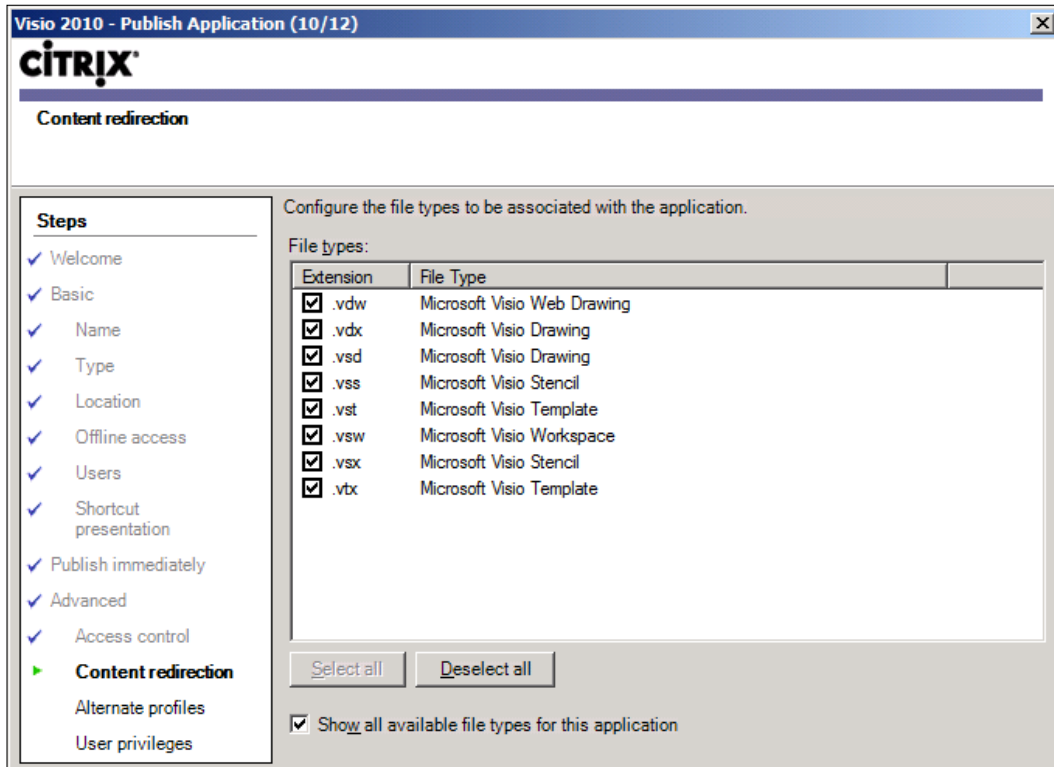 Visio 2010 - Publish Application (10/12)
CITRIX
Content redirection
Steps
Welcome
Basic
Name
Type
Location
Offline access
Users
Shortcut
presentation
Publish immediately
Advanced
Access control
Content redirection
Alternate profiles
User privileges
Configure the file types to be associated with the application.
File types:
Extension File Type
.vdw Microsoft Visio Web Drawing
.vdx Microsoft Visio Drawing
.vsd Microsoft Visio Drawing
.vss Microsoft Visio Stencil
.vst Microsoft Visio Template
.vsw Microsoft Visio Workspace
.vsx Microsoft Visio Stencil
.vtx Microsoft Visio Template
Select all Deselect all
Show all available file types for this application